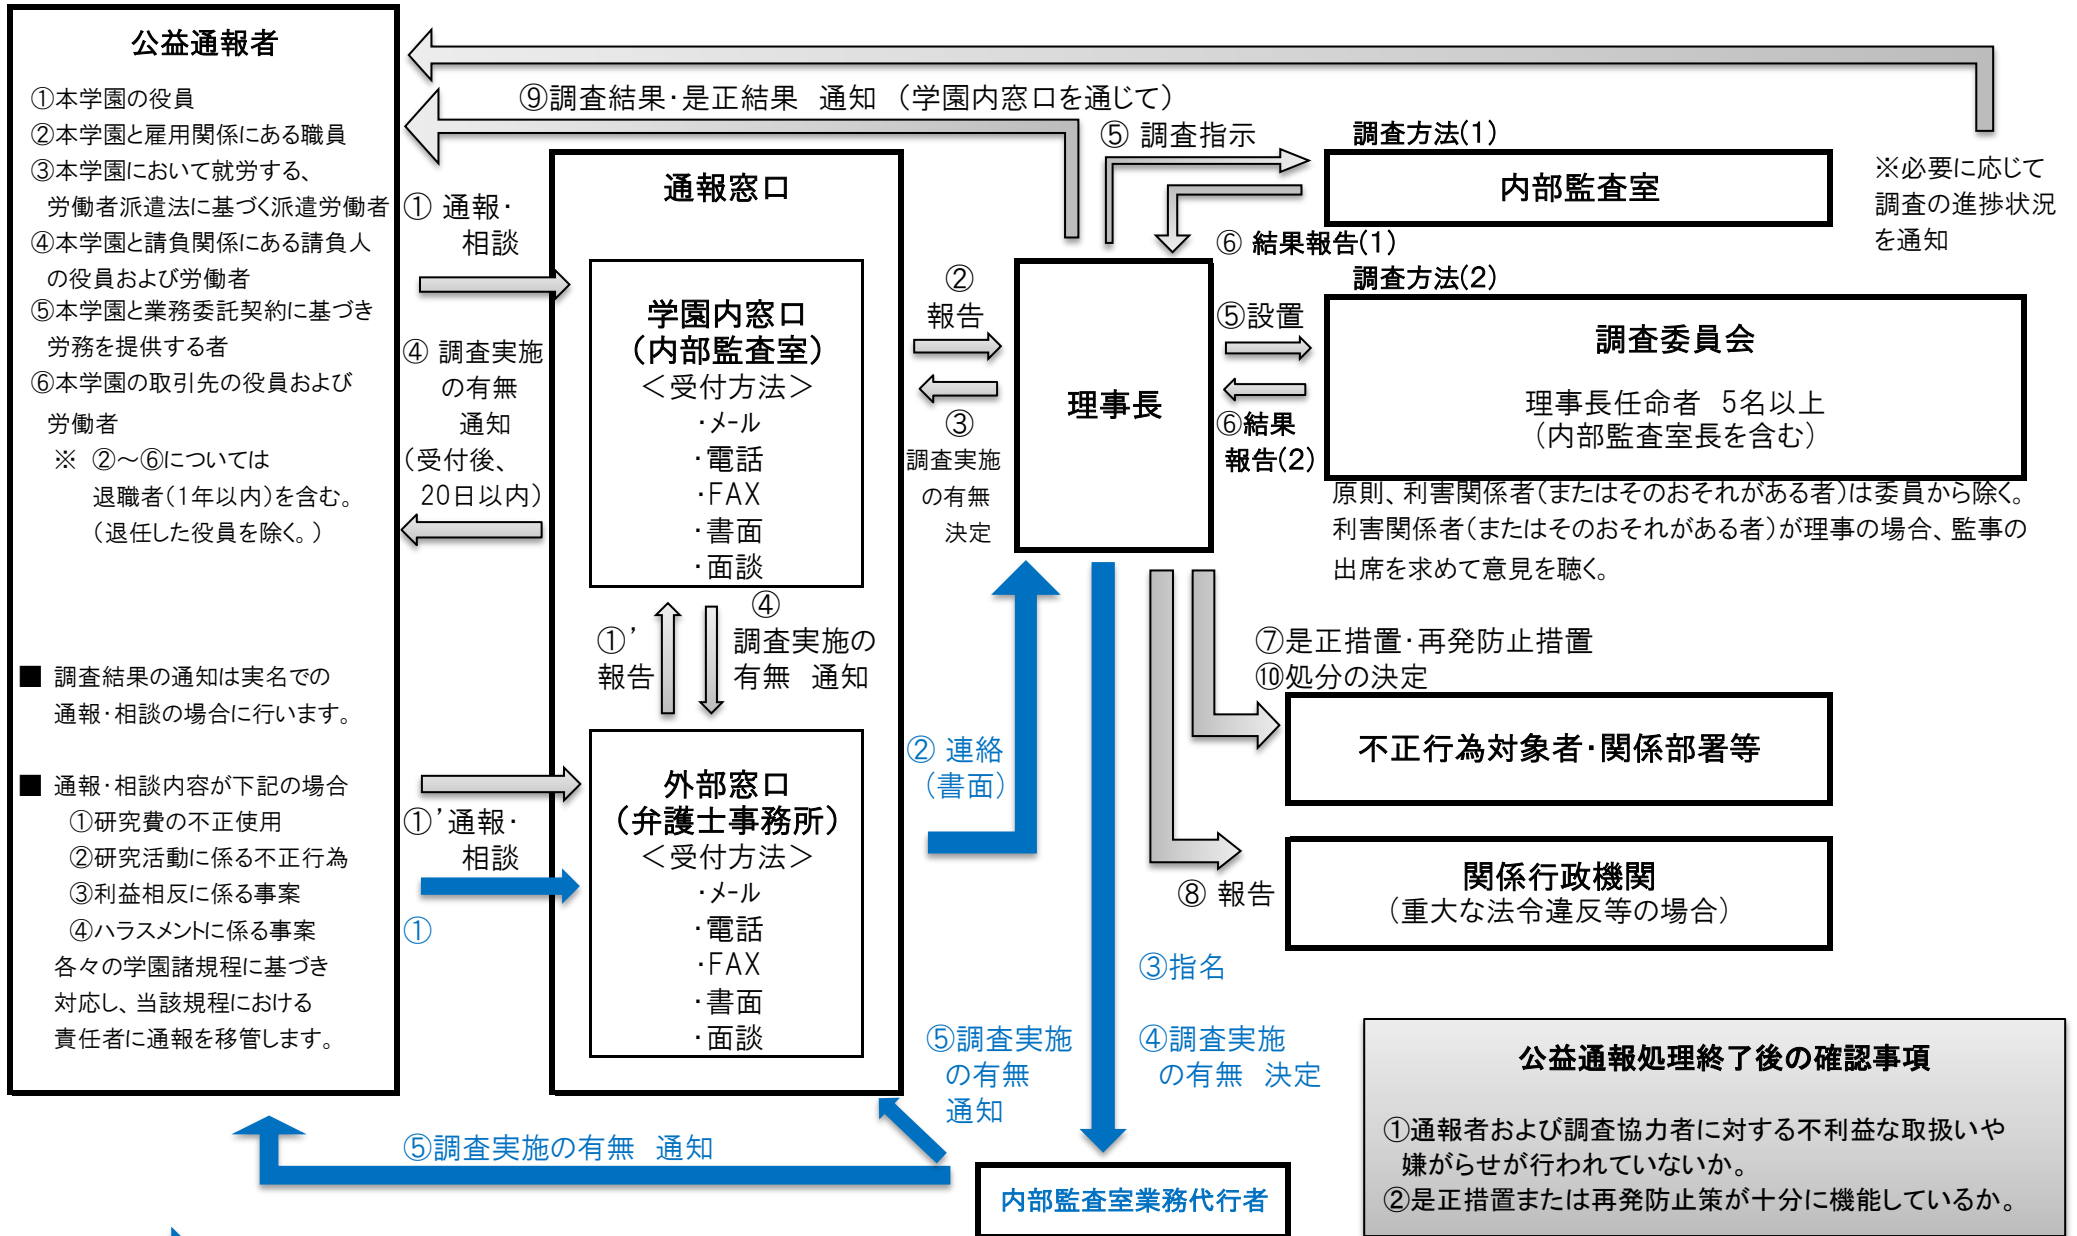 公益通報者
①本学園の役員
②本学園と雇用関係にある職員
③本学園において就労する、
労働者派遣法に基づく派遣労働者
④本学園と請負関係にある請負人
の役員および労働者
⑤本学園と業務委託契約に基づき
労務を提供する者
⑥本学園の取引先の役員および
労働者
※ ②～⑥については
退職者(1年以内)を含む。
(退任した役員を除く。)
■ 調査結果の通知は実名での
通報・相談の場合に行います。
■ 通報・相談内容が下記の場合
①研究費の不正使用
②研究活動に係る不正行為
③利益相反に係る事案
④ハラスメントに係る事案
各々の学園諸規程に基づき
対応し、当該規程における
責任者に通報を移管します。
⑨調査結果・是正結果 通知 (学園内窓口を通じて)
① 通報・
相談
④ 調査実施
の有無
通知
(受付後、
20日以内)
①’通報・
相談
①
通報窓口
学園内窓口
(内部監査室)
＜受付方法＞
・メール
・電話
・FAX
・書面
・面談
①’
報告
④
調査実施の
有無 通知
外部窓口
(弁護士事務所)
＜受付方法＞
・メール
・電話
・FAX
・書面
・面談
②
報告
③
調査実施
の有無
決定
② 連絡
(書面)
理事長
⑤ 調査指示
調査方法(1)
内部監査室
⑥ 結果報告(1)
※必要に応じて
調査の進捗状況
を通知
調査方法(2)
⑤設置
⑥結果
報告(2)
調査委員会
理事長任命者 5名以上
(内部監査室長を含む)
原則、利害関係者(またはそのおそれがある者)は委員から除く。
利害関係者(またはそのおそれがある者)が理事の場合、監事の
出席を求めて意見を聴く。
⑦是正措置・再発防止措置
⑩処分の決定
不正行為対象者・関係部署等
⑧ 報告
関係行政機関
(重大な法令違反等の場合)
③指名
④調査実施
の有無 決定
⑤調査実施
の有無
通知
⑤調査実施の有無 通知
内部監査室業務代行者
公益通報処理終了後の確認事項
①通報者および調査協力者に対する不利益な取扱いや
嫌がらせが行われていないか。
②是正措置または再発防止策が十分に機能しているか。